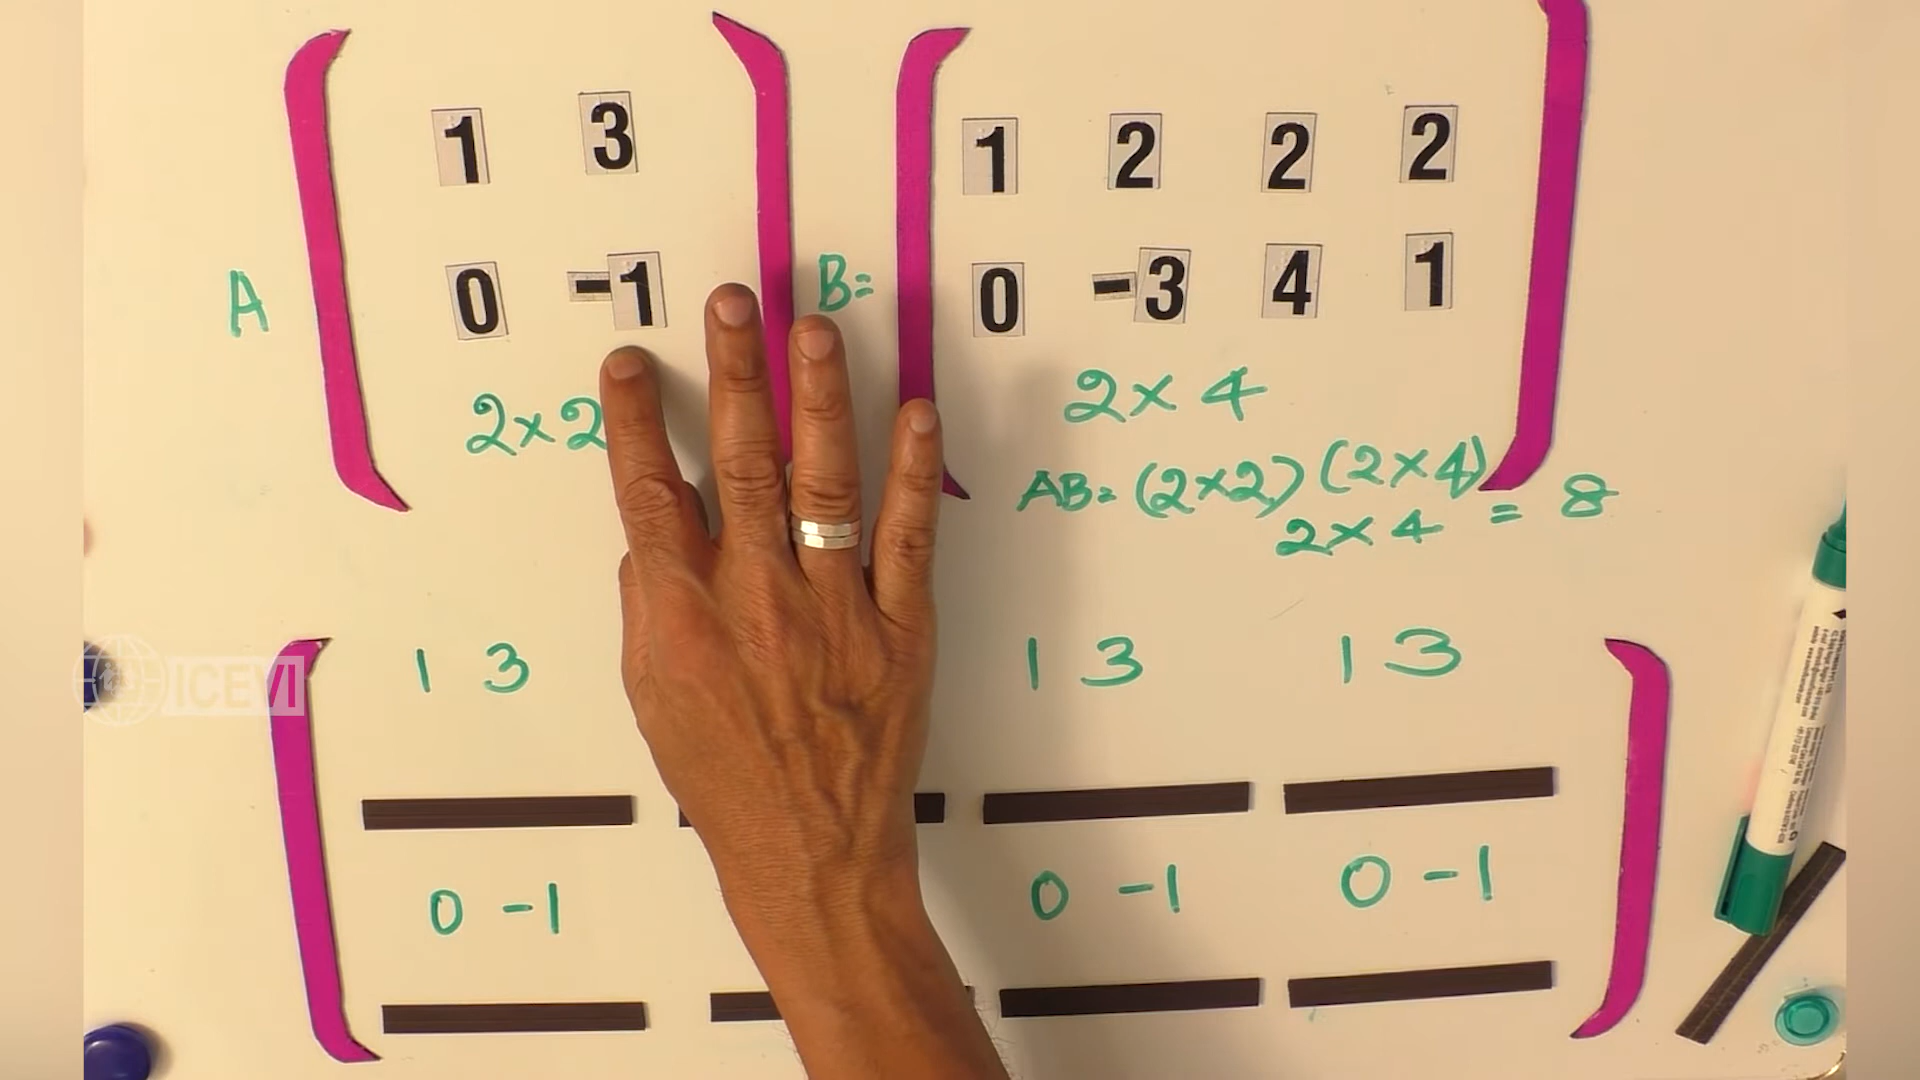 1 3
0 -1
A
2×2
B=
1 2 2 2
0 -3 4 1
2 × 4
AB= (2×2) (2×4)
2×4 = 8
1 3 1 3 1 3
0 -1 0 -1 0 -1
ICEVI